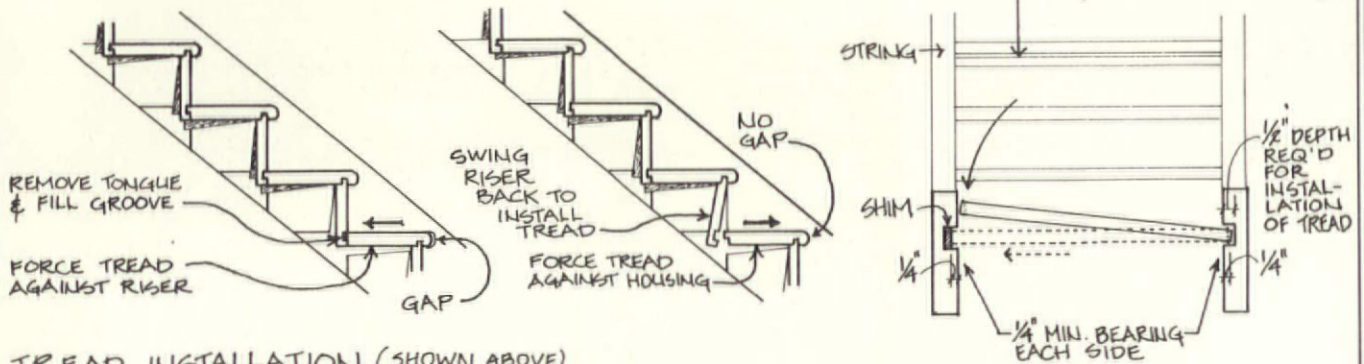 REMOVE TONGUE
& FILL GROOVE
FORCE TREAD
AGAINST RISER
GAP
SWING
RISER
BACK TO
INSTALL
TREAD
FORCE TREAD
AGAINST HOUSING
NO
GAP
STRING
SHIM
1/4"
1/2" DEPTH
REQ'D
FOR
INSTAL-
LATION
OF TREAD
1/4"
1/4" MIN. BEARING
EACH SIDE
TREAD INSTALLATION (SHOWN ABOVE)